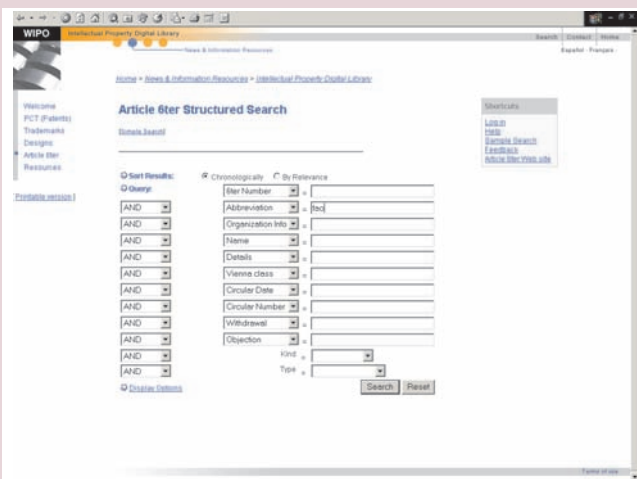 WIPO Intellectual Property Digital Library
Search Contact Home
Español · Français ·
News & Information Resources
Home > News & Information Resources > Intellectual Property Digital Library
Welcome
PCT (Patents)
Trademarks
Designs
Article 6ter
Resources
[Printable version]
Article 6ter Structured Search
[Simple Search]
Shortcuts
Log in
Help
Sample Search
Feedback
Article 6ter Web site
Sort Results: Chronologically By Relevance
Query: 6ter Number =
AND Abbreviation =
AND Organization Info =
AND Name =
AND Details =
AND Vienna class =
AND Circular Date =
AND Circular Number =
AND Withdrawal =
AND Objection =
AND Kind =
AND Type =
Display Options Search Reset
Terms of use